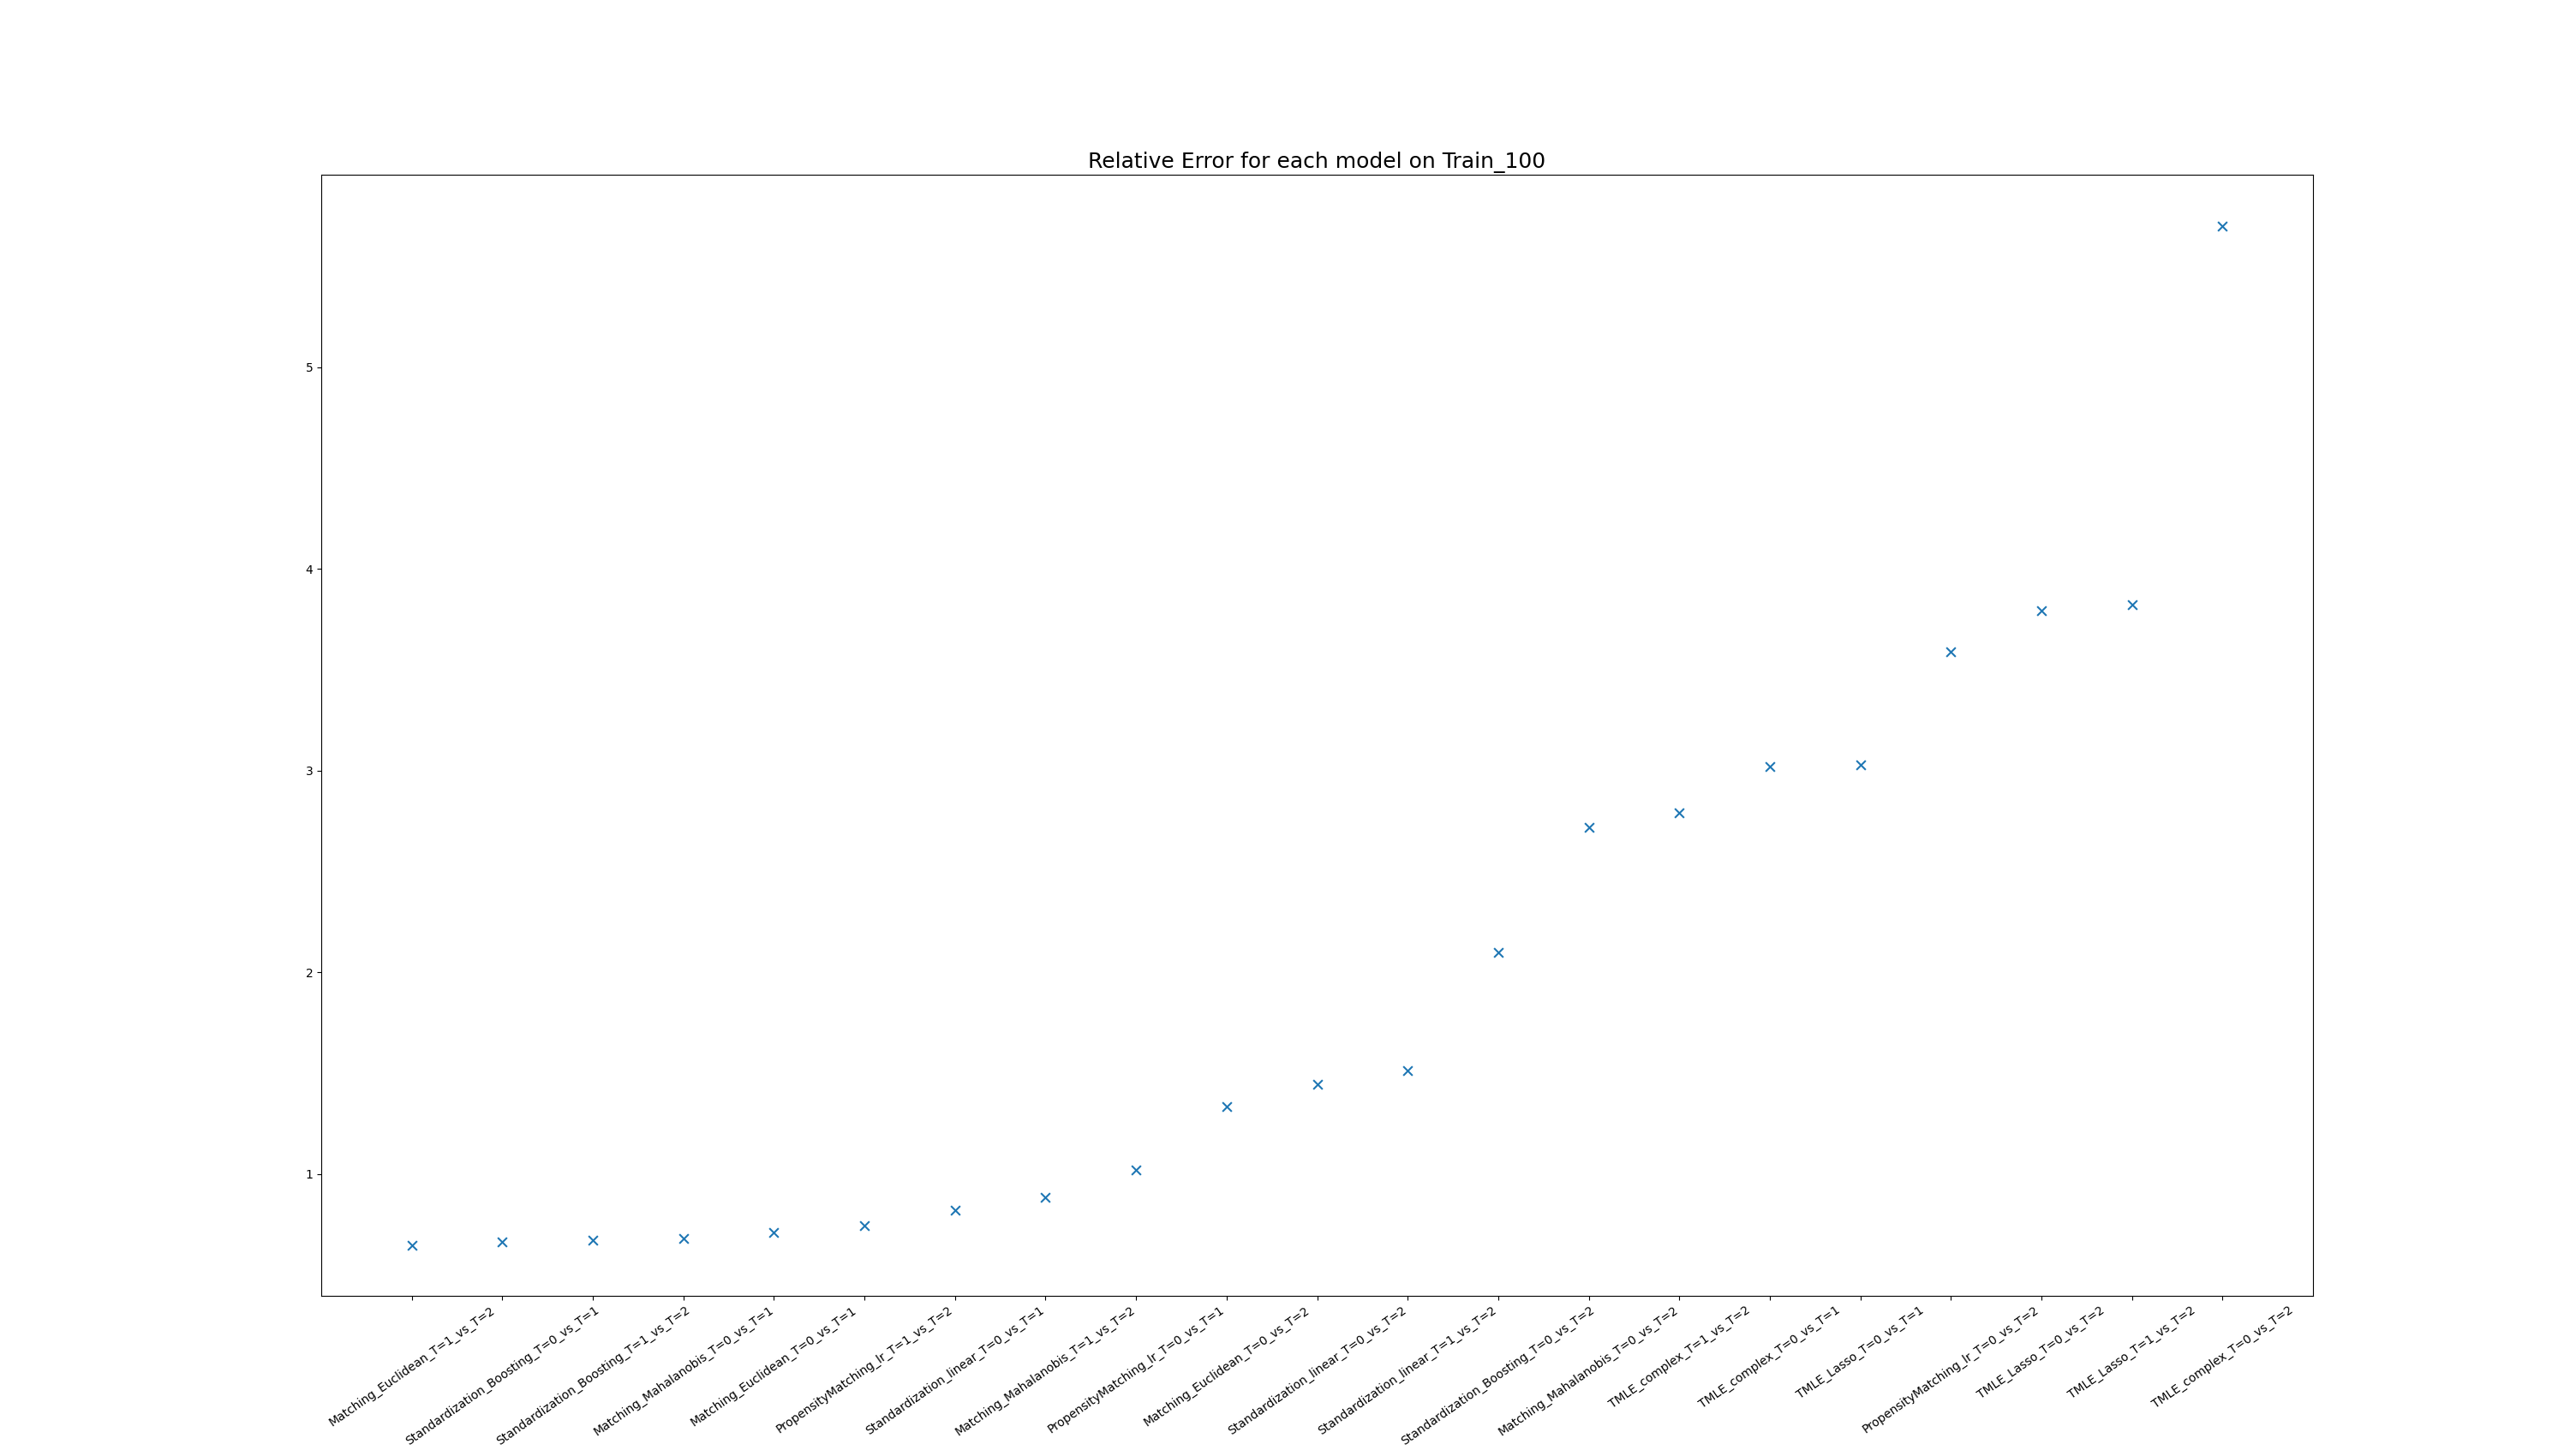 Relative Error for each model on Train_100
5
4
3
2
1
Matching_Euclidean_T=1_vs_T=2
Standardization_Boosting_T=0_vs_T=1
Standardization_Boosting_T=1_vs_T=2
Matching_Mahalanobis_T=0_vs_T=1
Matching_Euclidean_T=0_vs_T=1
PropensityMatching_lr_T=1_vs_T=2
Standardization_linear_T=0_vs_T=1
Matching_Mahalanobis_T=1_vs_T=2
PropensityMatching_lr_T=0_vs_T=1
Matching_Euclidean_T=0_vs_T=2
Standardization_linear_T=0_vs_T=2
Standardization_linear_T=1_vs_T=2
Standardization_Boosting_T=0_vs_T=2
Matching_Mahalanobis_T=0_vs_T=2
TMLE_complex_T=1_vs_T=2
TMLE_complex_T=0_vs_T=1
TMLE_Lasso_T=0_vs_T=1
PropensityMatching_lr_T=0_vs_T=2
TMLE_Lasso_T=0_vs_T=2
TMLE_Lasso_T=1_vs_T=2
TMLE_complex_T=0_vs_T=2